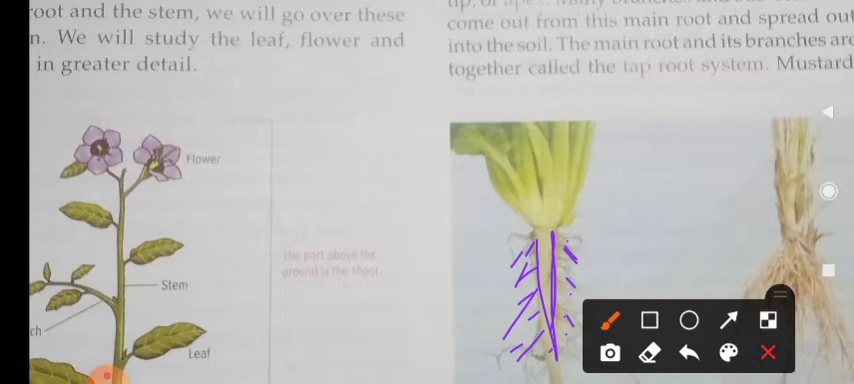 root and the stem, we will go over these
n. We will study the leaf, flower and
in greater detail.
come out from this main root and spread out
into the soil. The main root and its branches are
together called the tap root system. Mustard
Flower
The part above the
ground is the shoot
Stem
ch
Leaf